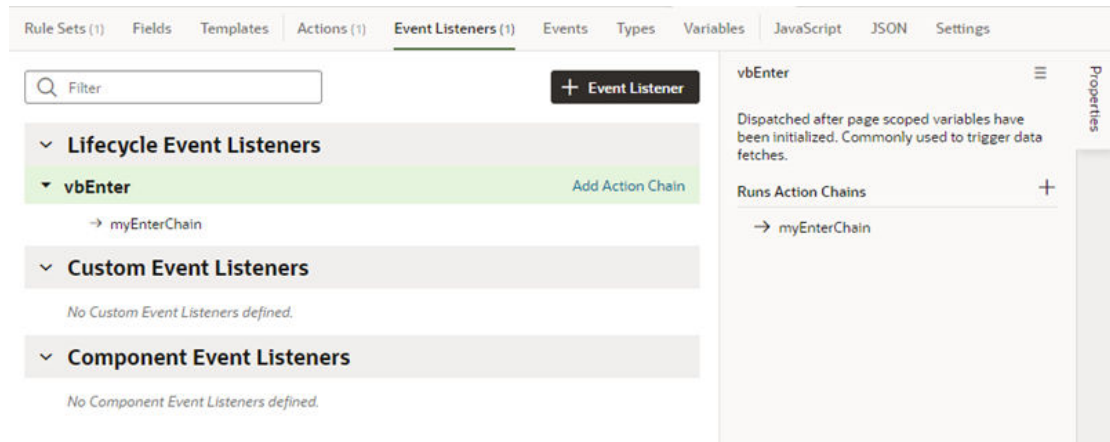 Rule Sets (1) Fields Templates Actions (1) Event Listeners (1) Events Types Variables JavaScript JSON Settings
Filter
+ Event Listener
Lifecycle Event Listeners
vbEnter Add Action Chain
→ myEnterChain
Custom Event Listeners
No Custom Event Listeners defined.
Component Event Listeners
No Component Event Listeners defined.
vbEnter
Dispatched after page scoped variables have
been initialized. Commonly used to trigger data
fetches.
Runs Action Chains +
→ myEnterChain
Properties